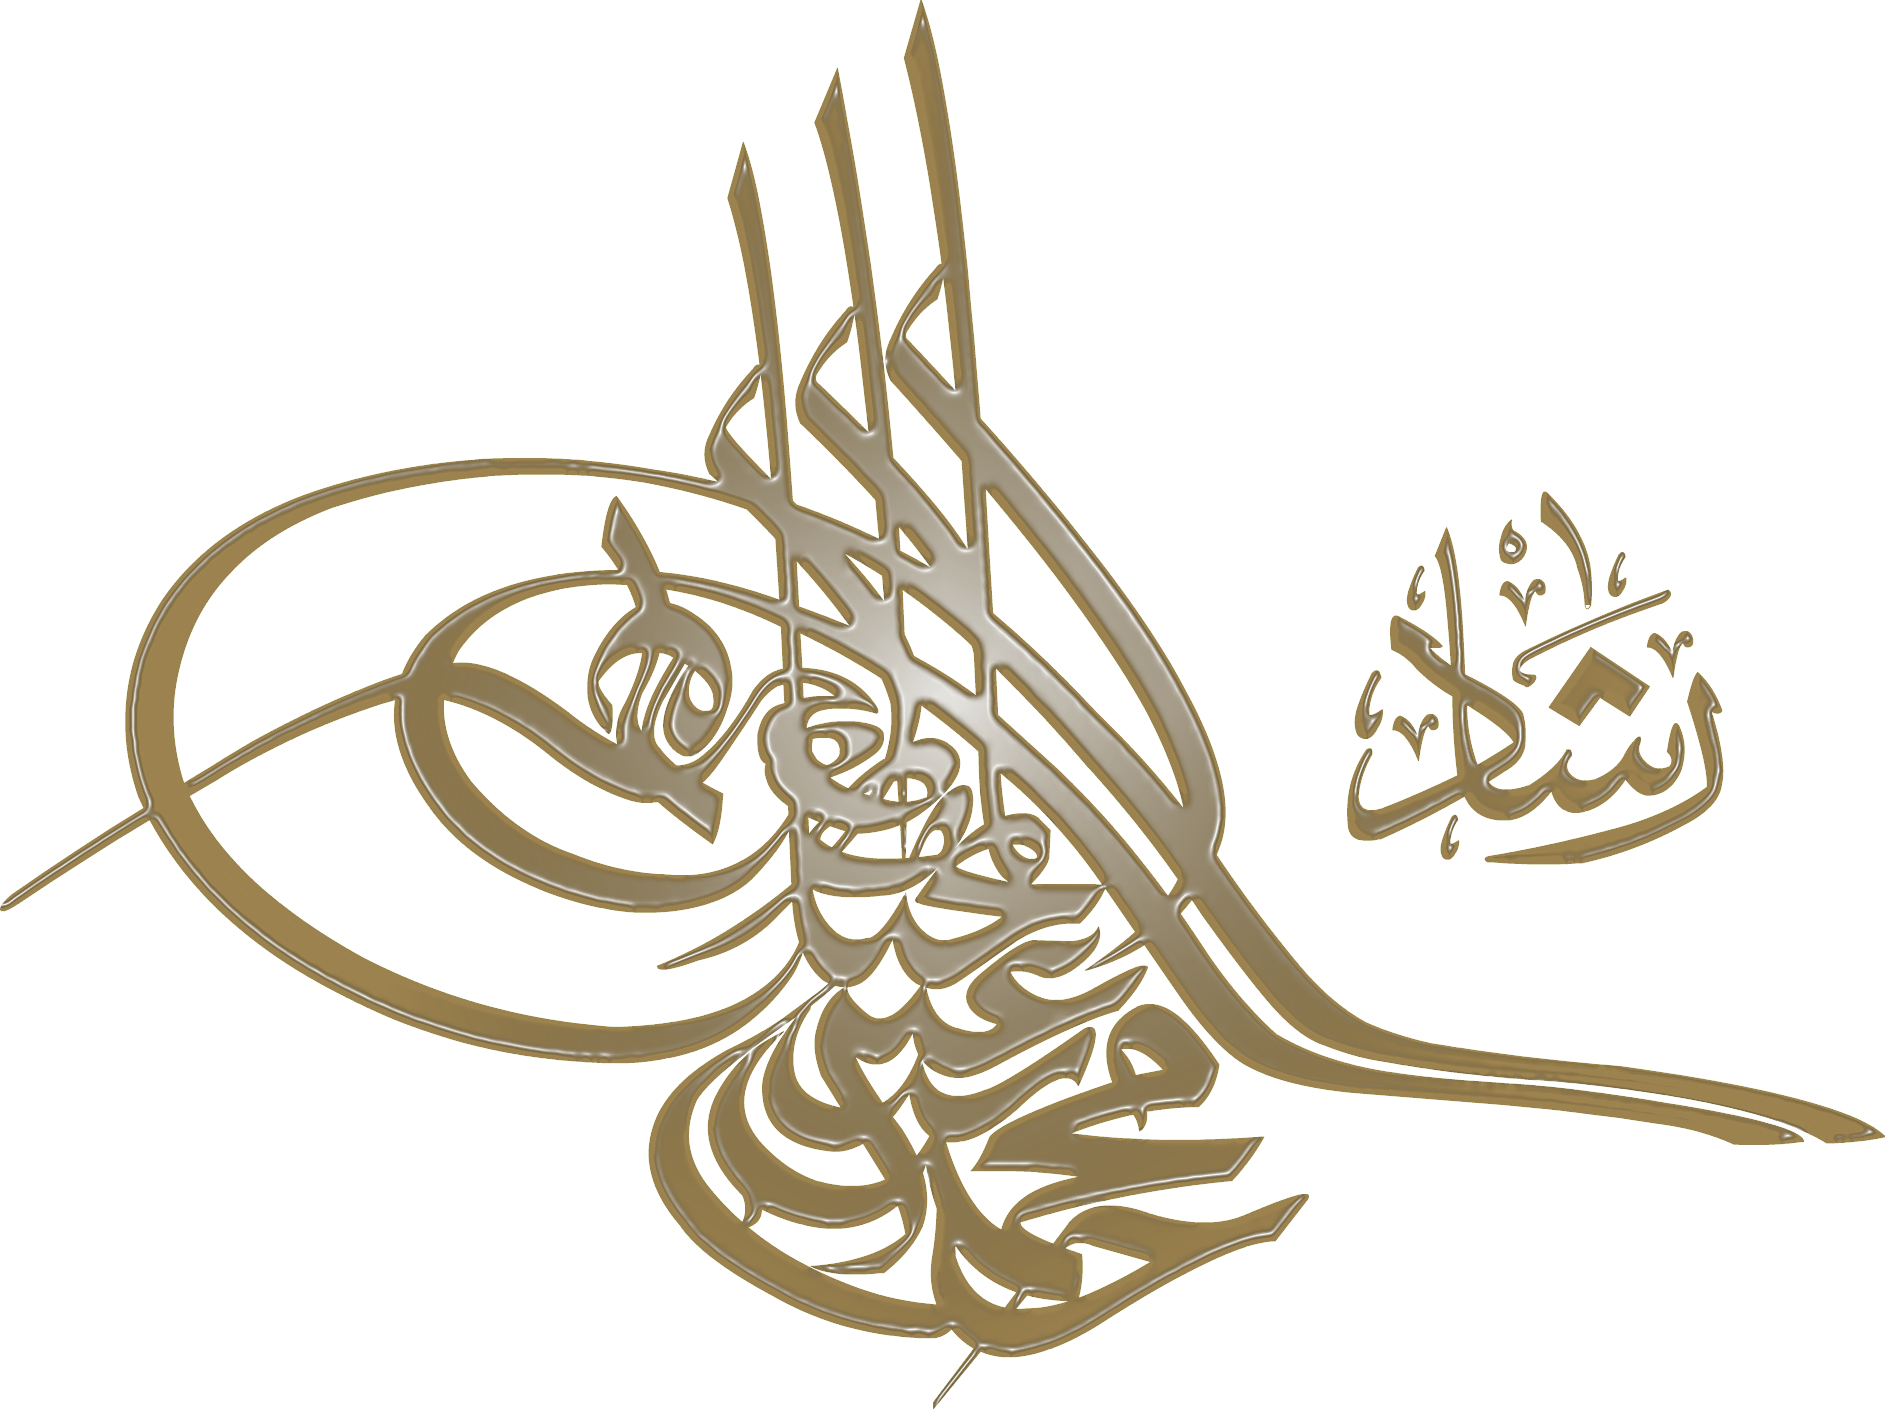 رشاد
محمد خان بن عبد المجيد المظفر دائما